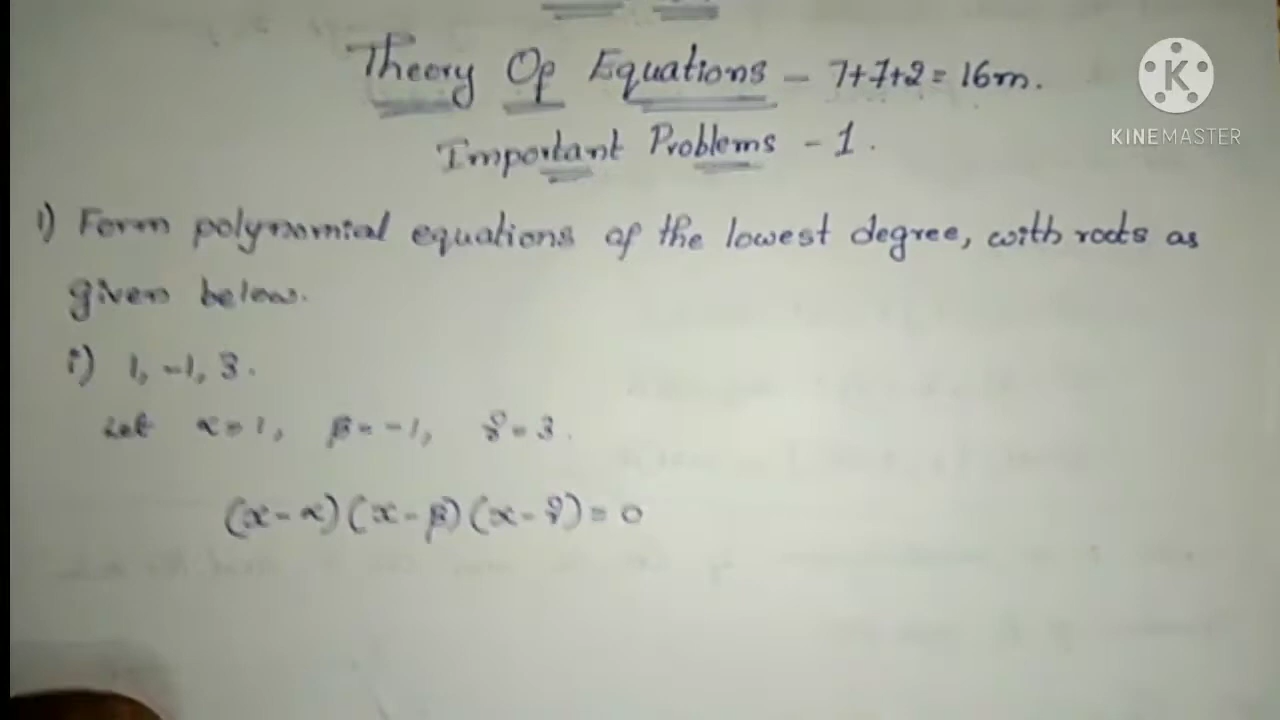 Theory Of Equations - 7+7+2 = 16m.
K
KINEMASTER
Important Problems - 1.
1) Form polynomial equations of the lowest degree, with roots as
given below.
i) 1, -1, 3.
Let α = 1, β = -1, γ = 3.
(x - α) (x - β) (x - γ) = 0